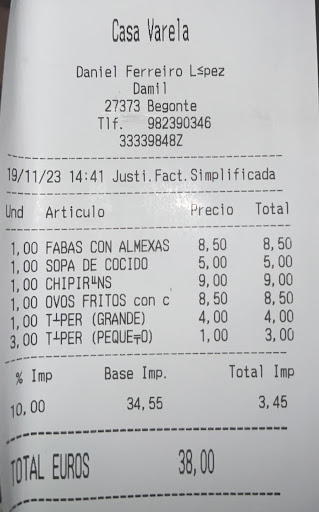 Casa Varela
Daniel Ferreiro L≤pez
Damil
27373 Begonte
Tlf. 982390346
33339848Z
19/11/23 14:41 Justi.Fact.Simplificada
Und Articulo Precio Total
1,00 FABAS CON ALMEXAS 8,50 8,50
1,00 SOPA DE COCIDO 5,00 5,00
1,00 CHIPIR╨NS 9,00 9,00
1,00 OVOS FRITOS con c 8,50 8,50
1,00 T┴PER (GRANDE) 4,00 4,00
3,00 T┴PER (PEQUE╤O) 1,00 3,00
% Imp Base Imp. Total Imp
10,00 34,55 3,45
TOTAL EUROS 38,00